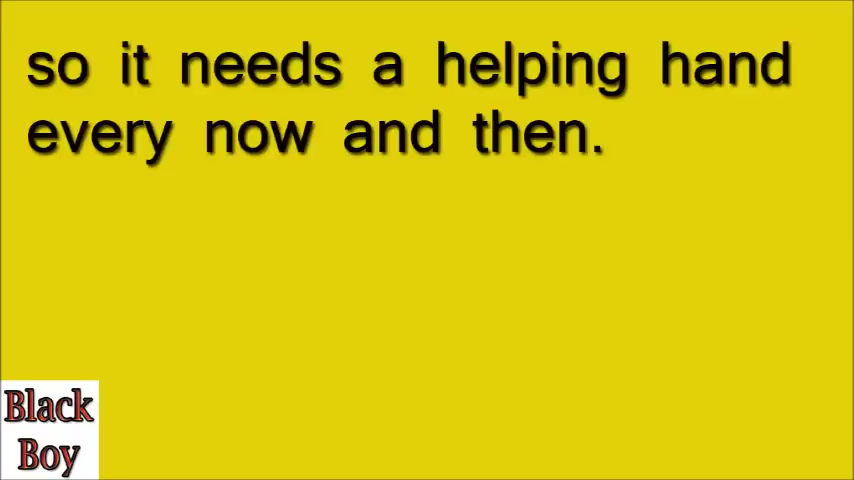 so it needs a helping hand
every now and then.
Black
Boy